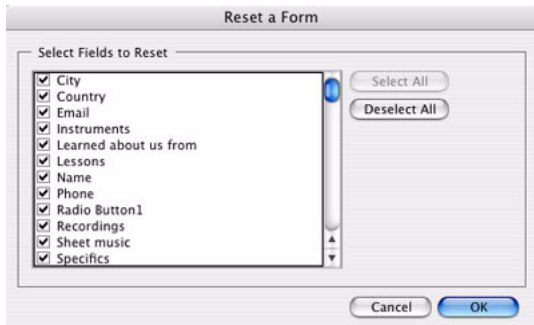 Reset a Form
Select Fields to Reset
City
Country
Email
Instruments
Learned about us from
Lessons
Name
Phone
Radio Button1
Recordings
Sheet music
Specifics
Select All
Deselect All
Cancel
OK